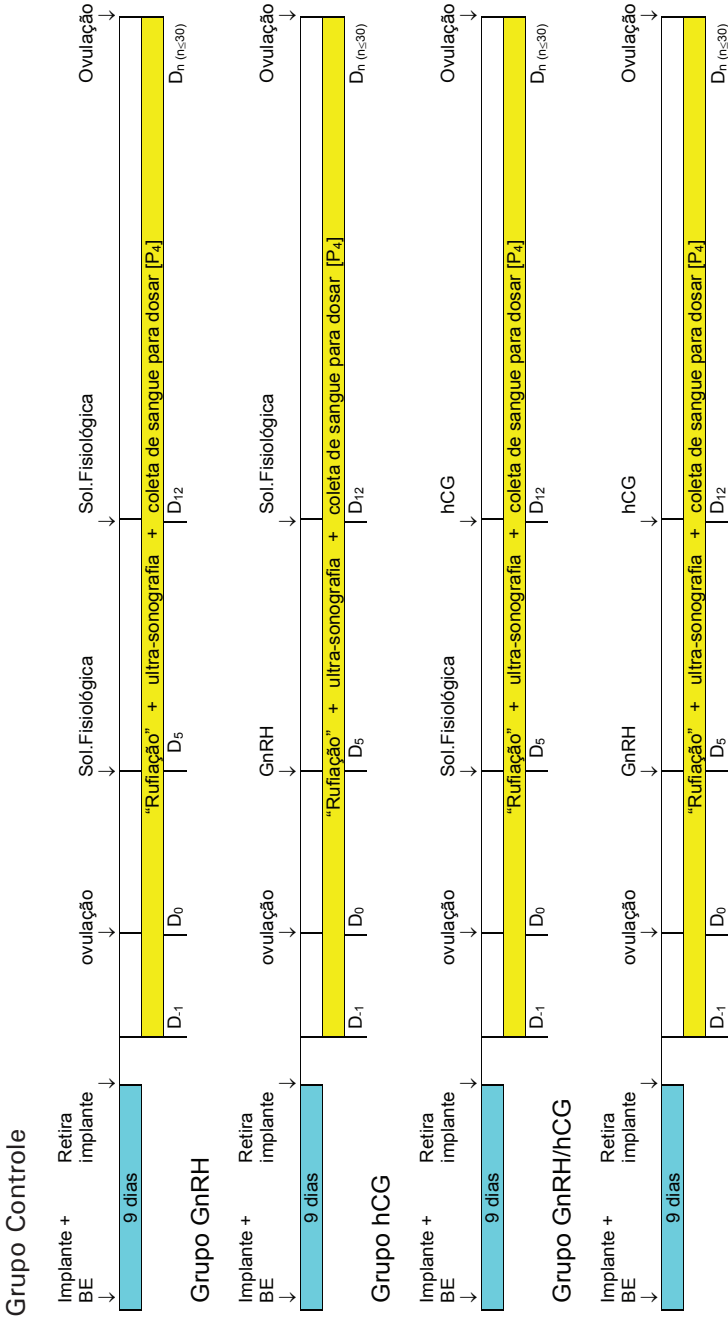 Grupo Controle
Implante +
BE
Retira
implante
ovulação
Sol.Fisiológica
Sol.Fisiológica
Ovulação
9 dias
"Rufiação" + ultra-sonografia + coleta de sangue para dosar [P₄]
D₋₁
D₀
D₅
D₁₂
Dₙ (n≤30)
Grupo GnRH
Implante +
BE
Retira
implante
ovulação
GnRH
Sol.Fisiológica
Ovulação
9 dias
"Rufiação" + ultra-sonografia + coleta de sangue para dosar [P₄]
D₋₁
D₀
D₅
D₁₂
Dₙ (n≤30)
Grupo hCG
Implante +
BE
Retira
implante
ovulação
Sol.Fisiológica
hCG
Ovulação
9 dias
"Rufiação" + ultra-sonografia + coleta de sangue para dosar [P₄]
D₋₁
D₀
D₅
D₁₂
Dₙ (n≤30)
Grupo GnRH/hCG
Implante +
BE
Retira
implante
ovulação
GnRH
hCG
Ovulação
9 dias
"Rufiação" + ultra-sonografia + coleta de sangue para dosar [P₄]
D₋₁
D₀
D₅
D₁₂
Dₙ (n≤30)